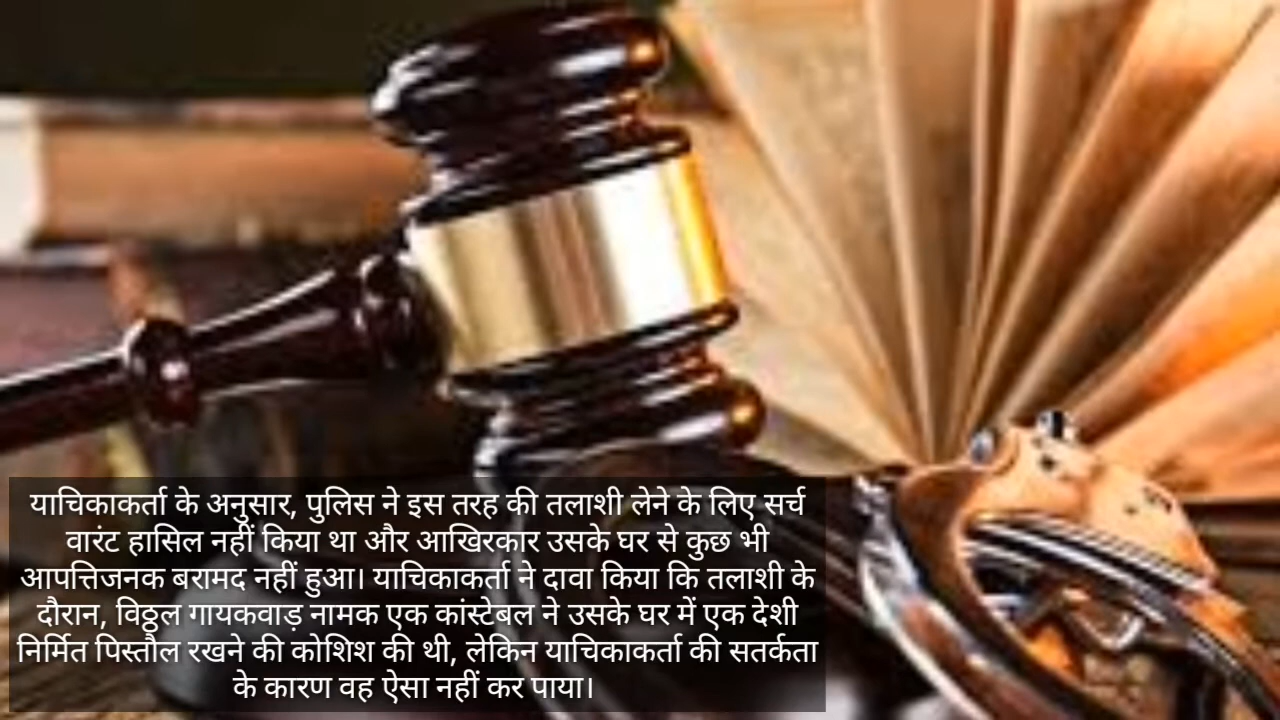 याचिकाकर्ता के अनुसार, पुलिस ने इस तरह की तलाशी लेने के लिए सर्च
वारंट हासिल नहीं किया था और आखिरकार उसके घर से कुछ भी
आपत्तिजनक बरामद नहीं हुआ। याचिकाकर्ता ने दावा किया कि तलाशी के
दौरान, विठ्ठल गायकवाड़ नामक एक कांस्टेबल ने उसके घर में एक देशी
निर्मित पिस्तौल रखने की कोशिश की थी, लेकिन याचिकाकर्ता की सतर्कता
के कारण वह ऐसा नहीं कर पाया।